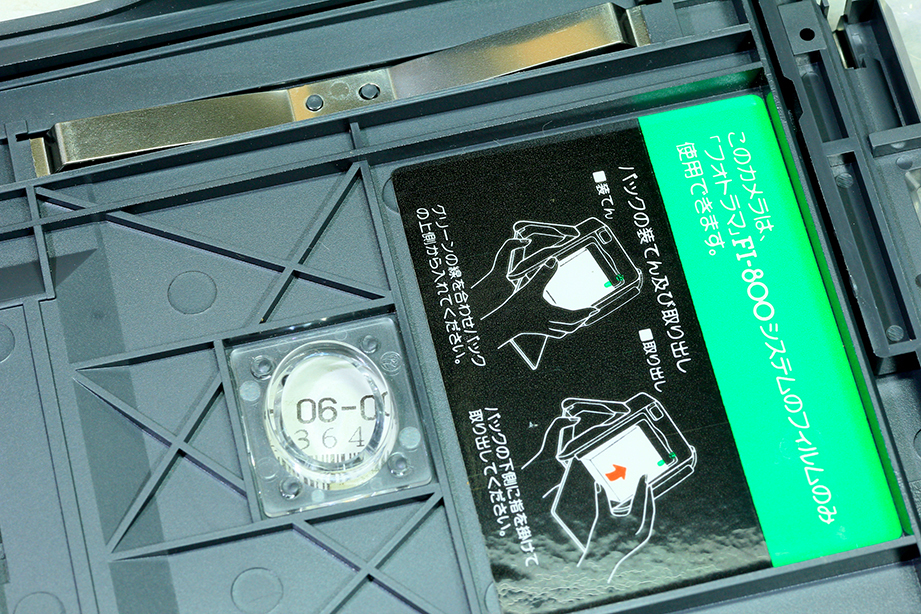 このカメラは、
「フォトラマ」FI-800システムのフィルムのみ
使用できます。
パックの装てん及び取り出し
■装てん
グリーンの線を合わせパック
の上側から入れてください。
■取り出し
パックの下側に指を掛けて
取り出してください。
06-0
364